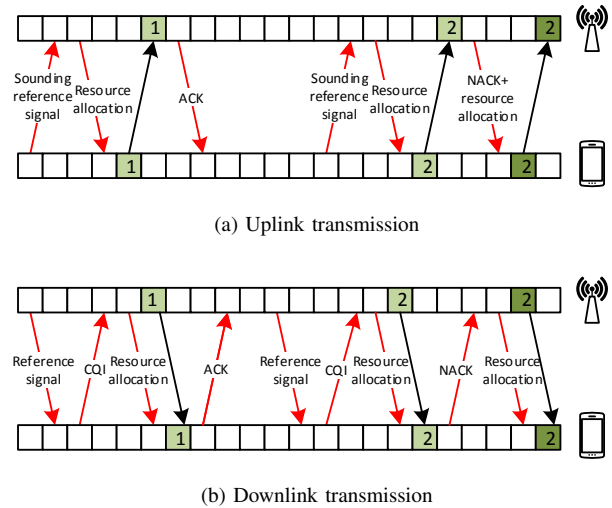 1 2 2
Sounding reference signal
Resource allocation
ACK
Sounding reference signal
Resource allocation
NACK+ resource allocation
1 2 2
(a) Uplink transmission
1 2 2
Reference signal
CQI
Resource allocation
ACK
Reference signal
CQI
Resource allocation
NACK
Resource allocation
1 2 2
(b) Downlink transmission